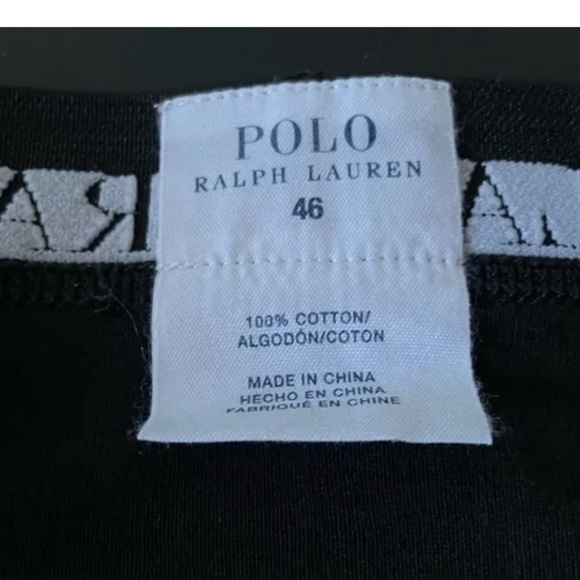 POLO
RALPH LAUREN
46
100% COTTON/
ALGODÓN/COTON
MADE IN CHINA
HECHO EN CHINA
FABRIQUÉ EN CHINE